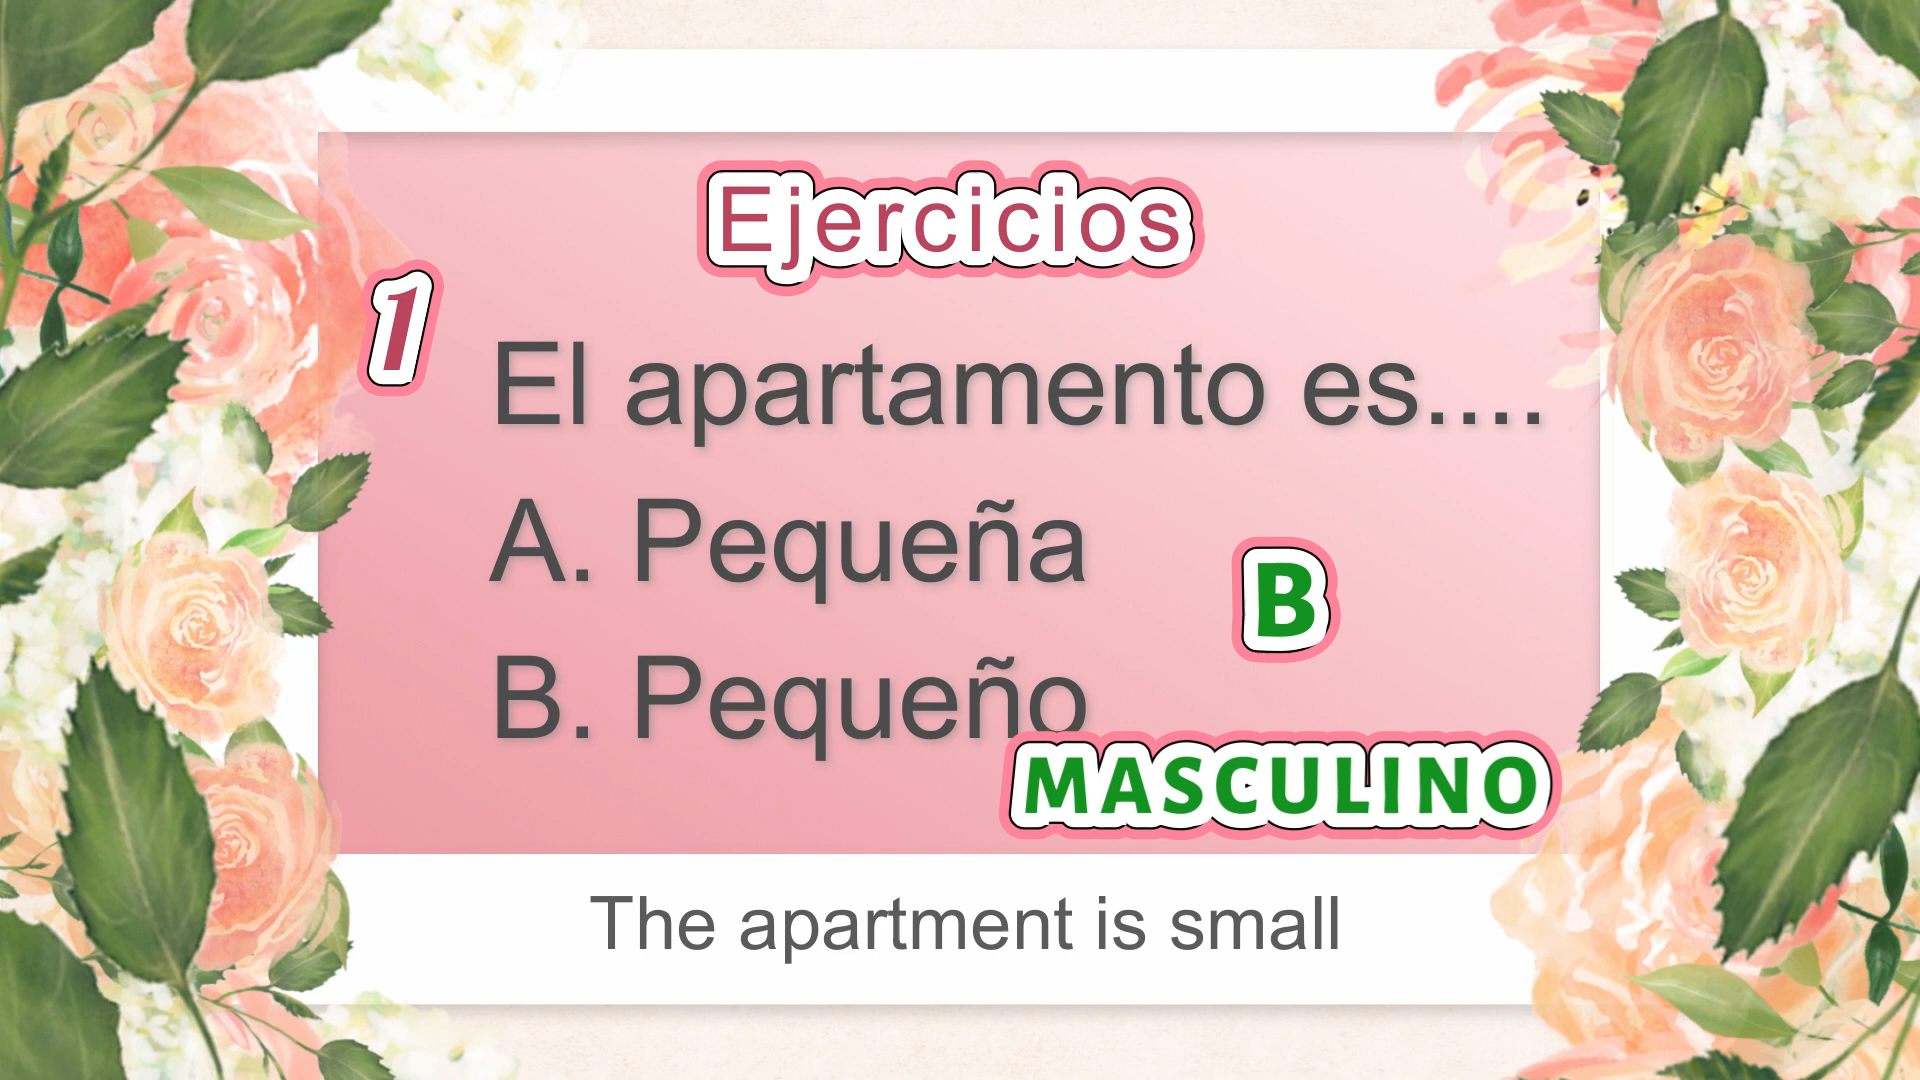 Ejercicios
1
El apartamento es....
A. Pequeña
B
B. Pequeño
MASCULINO
The apartment is small